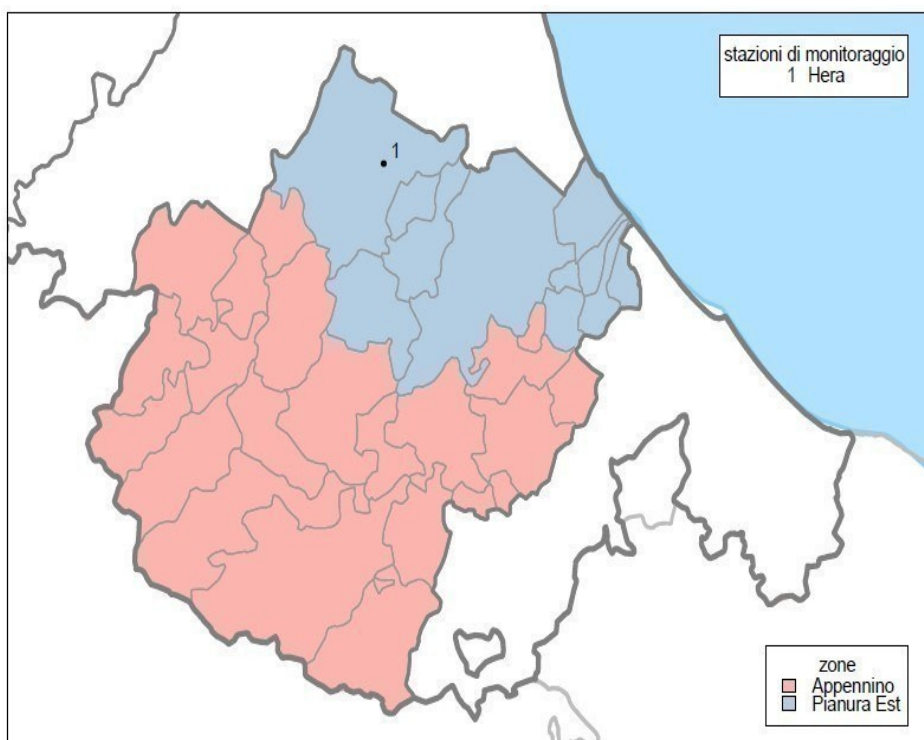 stazioni di monitoraggio
1 Hera
1
zone
Appennino
Pianura Est